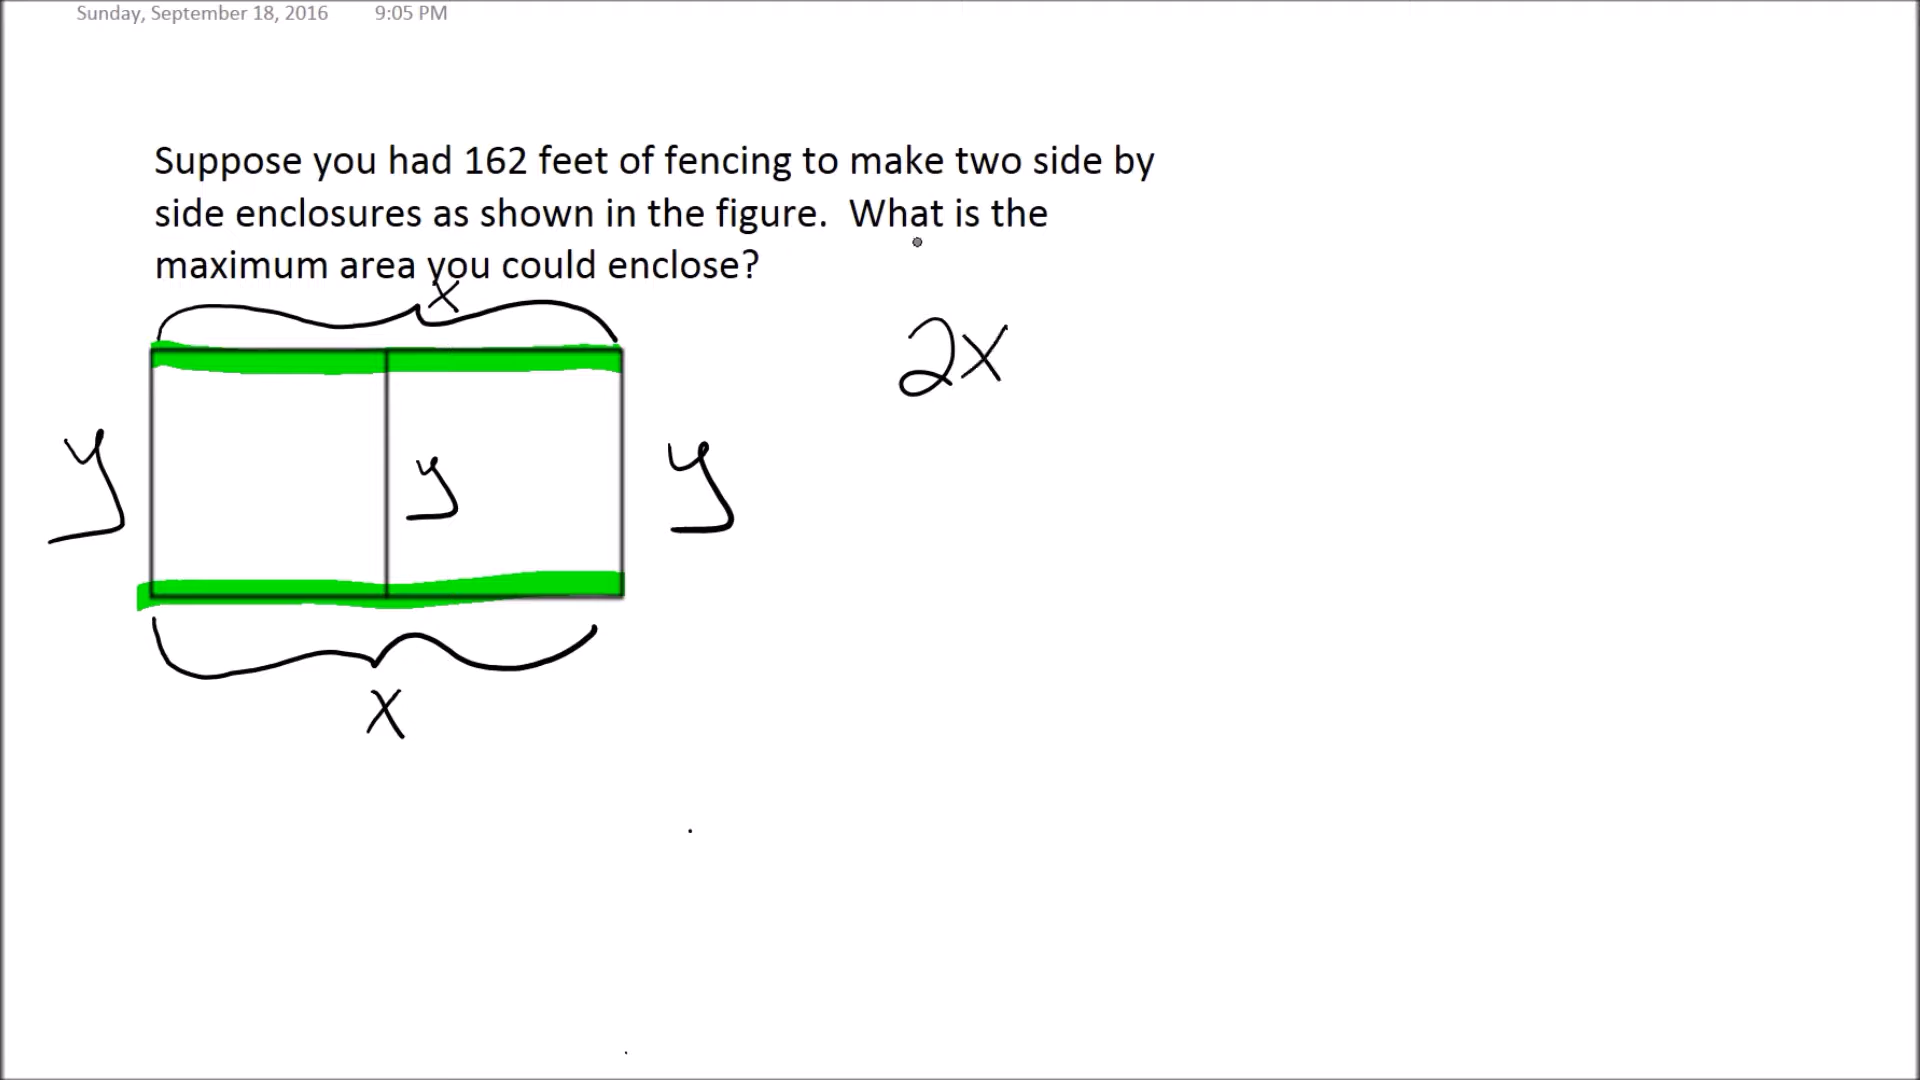 Sunday, September 18, 2016 9:05 PM
Suppose you had 162 feet of fencing to make two side by
side enclosures as shown in the figure. What is the
maximum area you could enclose?
x
2x
y
y
y
x